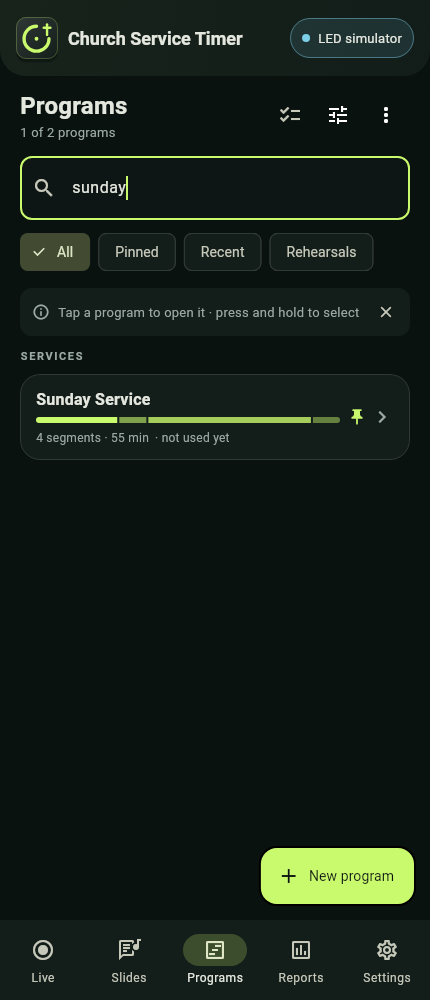 Church Service Timer
LED simulator
Programs
1 of 2 programs
sunday
All
Pinned
Recent
Rehearsals
Tap a program to open it · press and hold to select
SERVICES
Sunday Service
4 segments · 55 min · not used yet
New program
Live
Slides
Programs
Reports
Settings